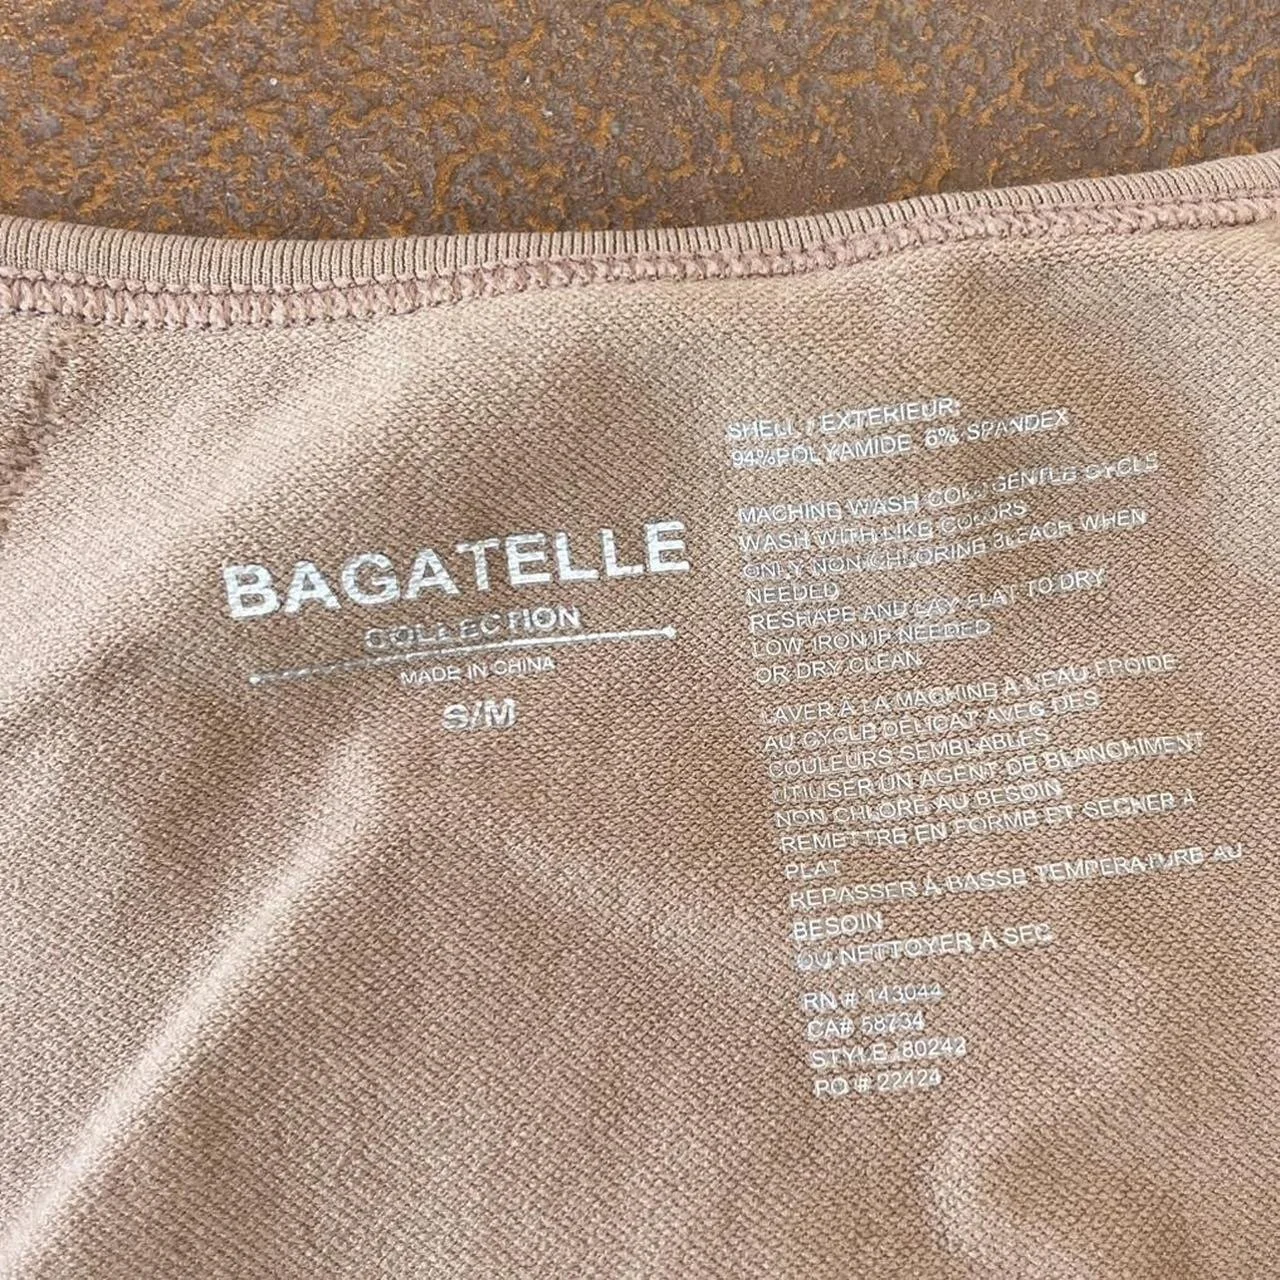 BAGATELLE
COLLECTION
MADE IN CHINA
S/M
SHELL / EXTERIEUR:
94%POLYAMIDE 6% SPANDEX
MACHINE WASH COLD GENTLE CYCLE
WASH WITH LIKE COLORS
ONLY NON CHLORINE BLEACH WHEN
NEEDED
RESHAPE AND LAY FLAT TO DRY
LOW IRON IF NEEDED
OR DRY CLEAN
LAVER A LA MACHINE A L'EAU FROIDE
AU CYCLE DELICAT AVEC DES
COULEURS SEMBLABLES
UTILISER UN AGENT DE BLANCHIMENT
NON CHLORE AU BESOIN
REMETTRE EN FORME ET SECHER A
PLAT
REPASSER A BASSE TEMPERATURE AU
BESOIN
OU NETTOYER A SEC
RN # 143044
CA# 58734
STYLE :80243
PO # 22424